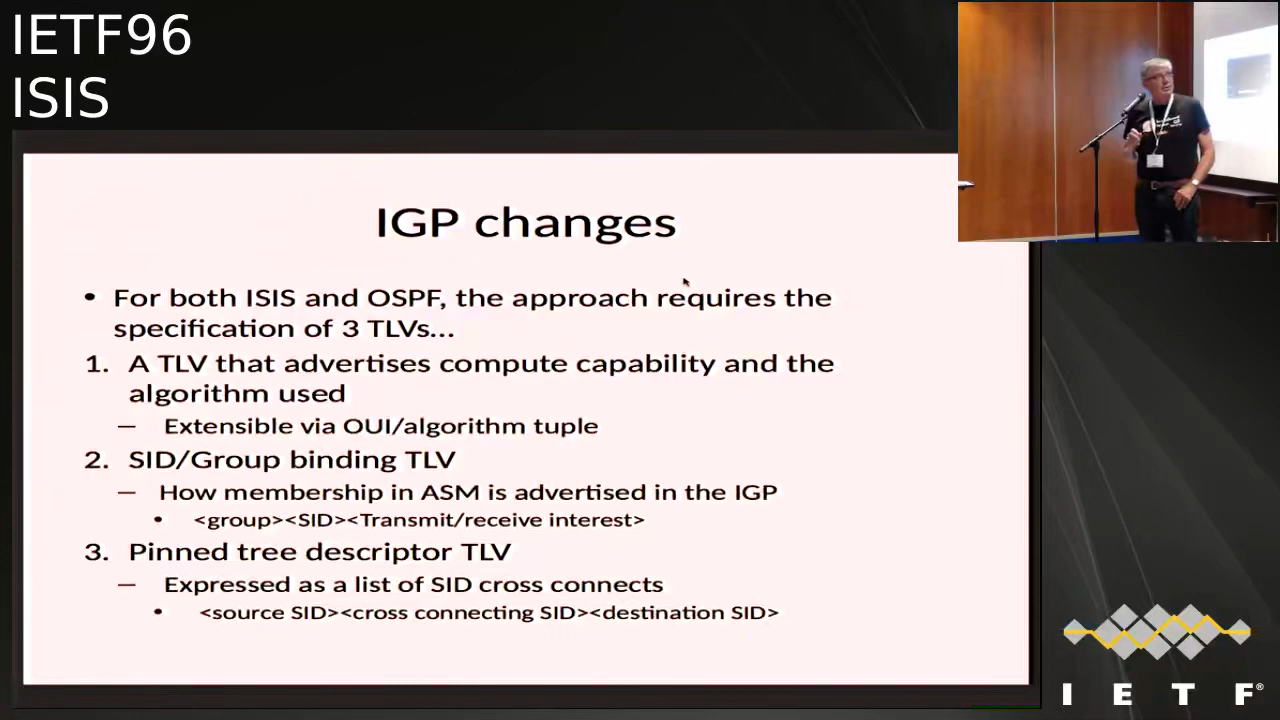 IETF96
ISIS
IGP changes
• For both ISIS and OSPF, the approach requires the
specification of 3 TLVs...
1. A TLV that advertises compute capability and the
algorithm used
— Extensible via OUI/algorithm tuple
2. SID/Group binding TLV
— How membership in ASM is advertised in the IGP
• <group><SID><Transmit/receive interest>
3. Pinned tree descriptor TLV
— Expressed as a list of SID cross connects
• <source SID><cross connecting SID><destination SID>
I E T F®